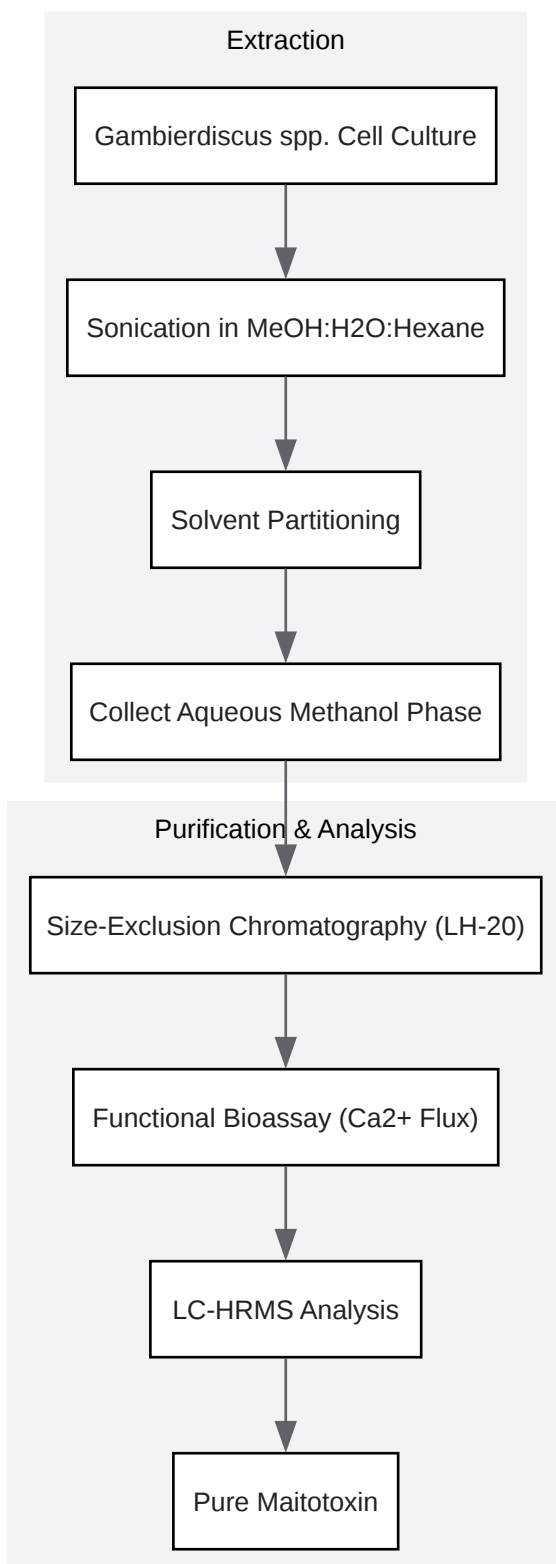 Extraction
Gambierdiscus spp. Cell Culture
Sonication in MeOH:H2O:Hexane
Solvent Partitioning
Collect Aqueous Methanol Phase
Purification & Analysis
Size-Exclusion Chromatography (LH-20)
Functional Bioassay (Ca2+ Flux)
LC-HRMS Analysis
Pure Maitotoxin